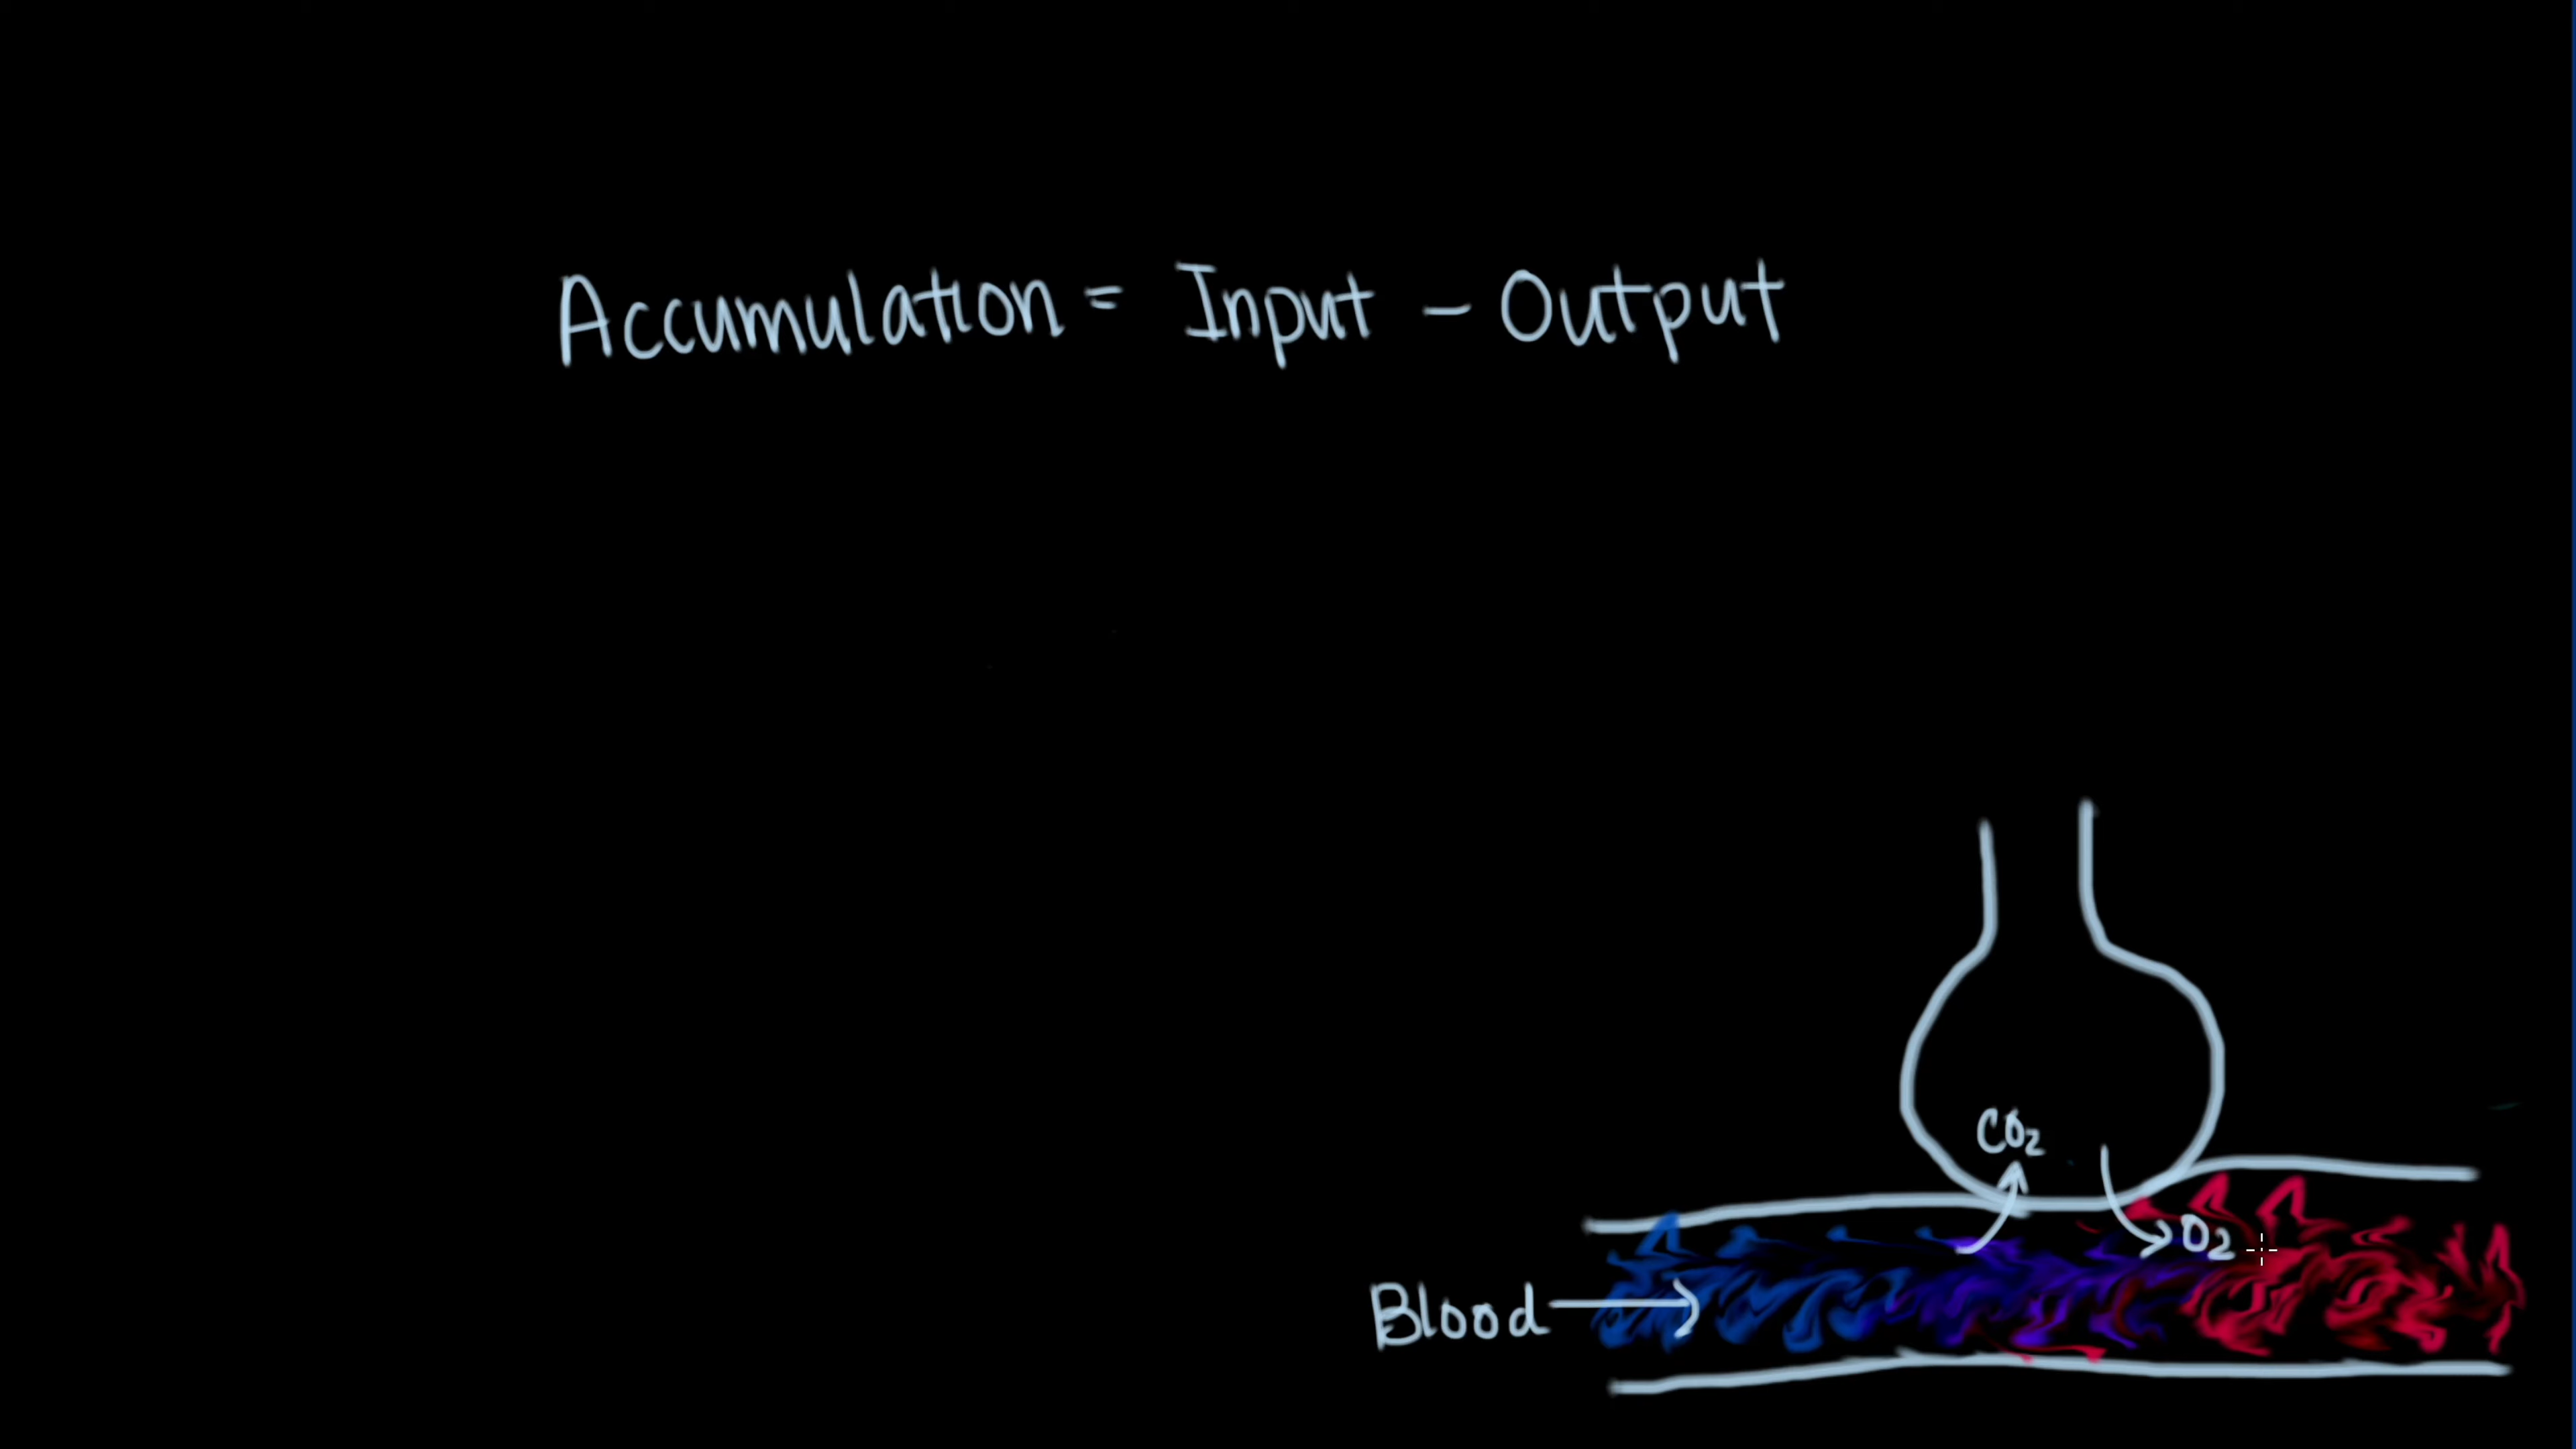 Accumulation = Input - Output
CO₂
O₂
Blood